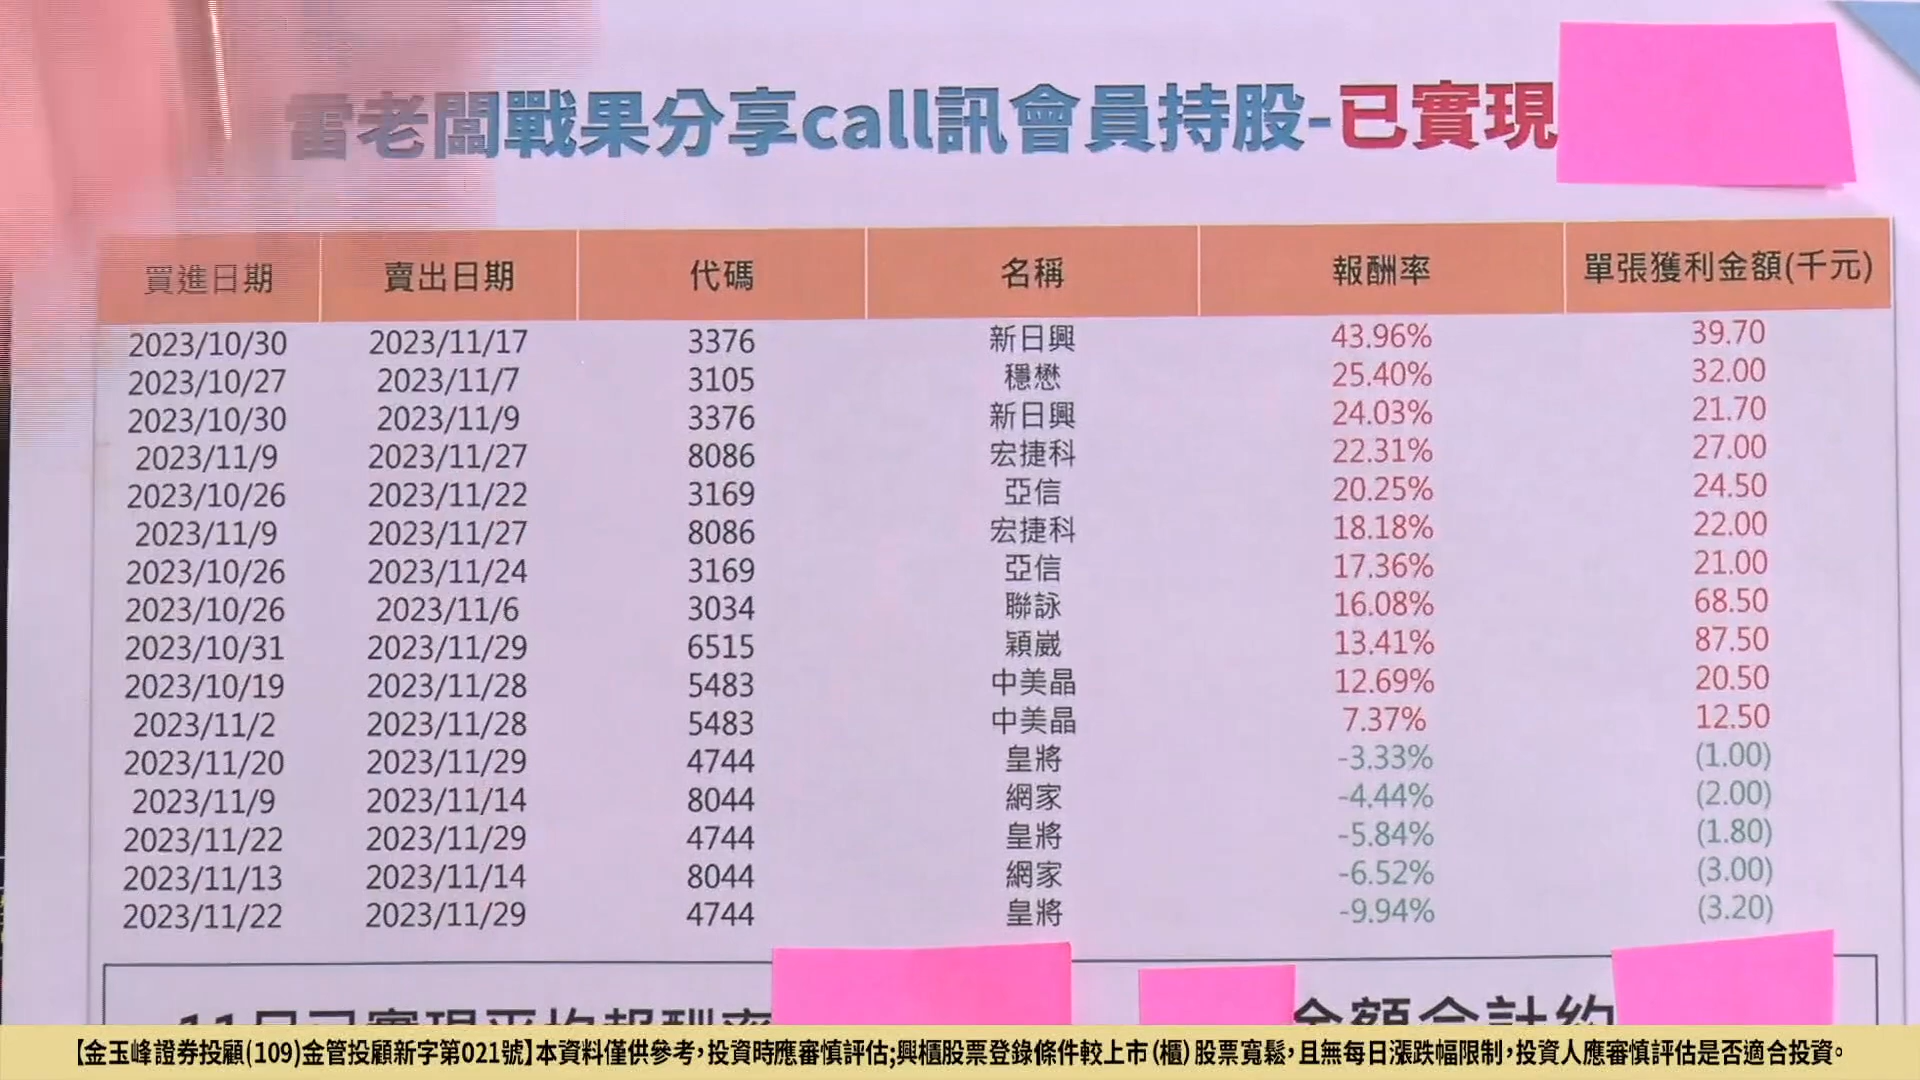 雷老闆戰果分享call訊會員持股-已實現
買進日期 賣出日期 代碼 名稱 報酬率 單張獲利金額(千元)
2023/10/30 2023/11/17 3376 新日興 43.96% 39.70
2023/10/27 2023/11/7 3105 穩懋 25.40% 32.00
2023/10/30 2023/11/9 3376 新日興 24.03% 21.70
2023/11/9 2023/11/27 8086 宏捷科 22.31% 27.00
2023/10/26 2023/11/22 3169 亞信 20.25% 24.50
2023/11/9 2023/11/27 8086 宏捷科 18.18% 22.00
2023/10/26 2023/11/24 3169 亞信 17.36% 21.00
2023/10/26 2023/11/6 3034 聯詠 16.08% 68.50
2023/10/31 2023/11/29 6515 穎崴 13.41% 87.50
2023/10/19 2023/11/28 5483 中美晶 12.69% 20.50
2023/11/2 2023/11/28 5483 中美晶 7.37% 12.50
2023/11/20 2023/11/29 4744 皇將 -3.33% (1.00)
2023/11/9 2023/11/14 8044 網家 -4.44% (2.00)
2023/11/22 2023/11/29 4744 皇將 -5.84% (1.80)
2023/11/13 2023/11/14 8044 網家 -6.52% (3.00)
2023/11/22 2023/11/29 4744 皇將 -9.94% (3.20)
11月已實現平均報酬率 金額合計約
【金玉峰證券投顧(109)金管投顧新字第021號】本資料僅供參考，投資時應審慎評估;興櫃股票登錄條件較上市(櫃)股票寬鬆，且無每日漲跌幅限制，投資人應審慎評估是否適合投資。